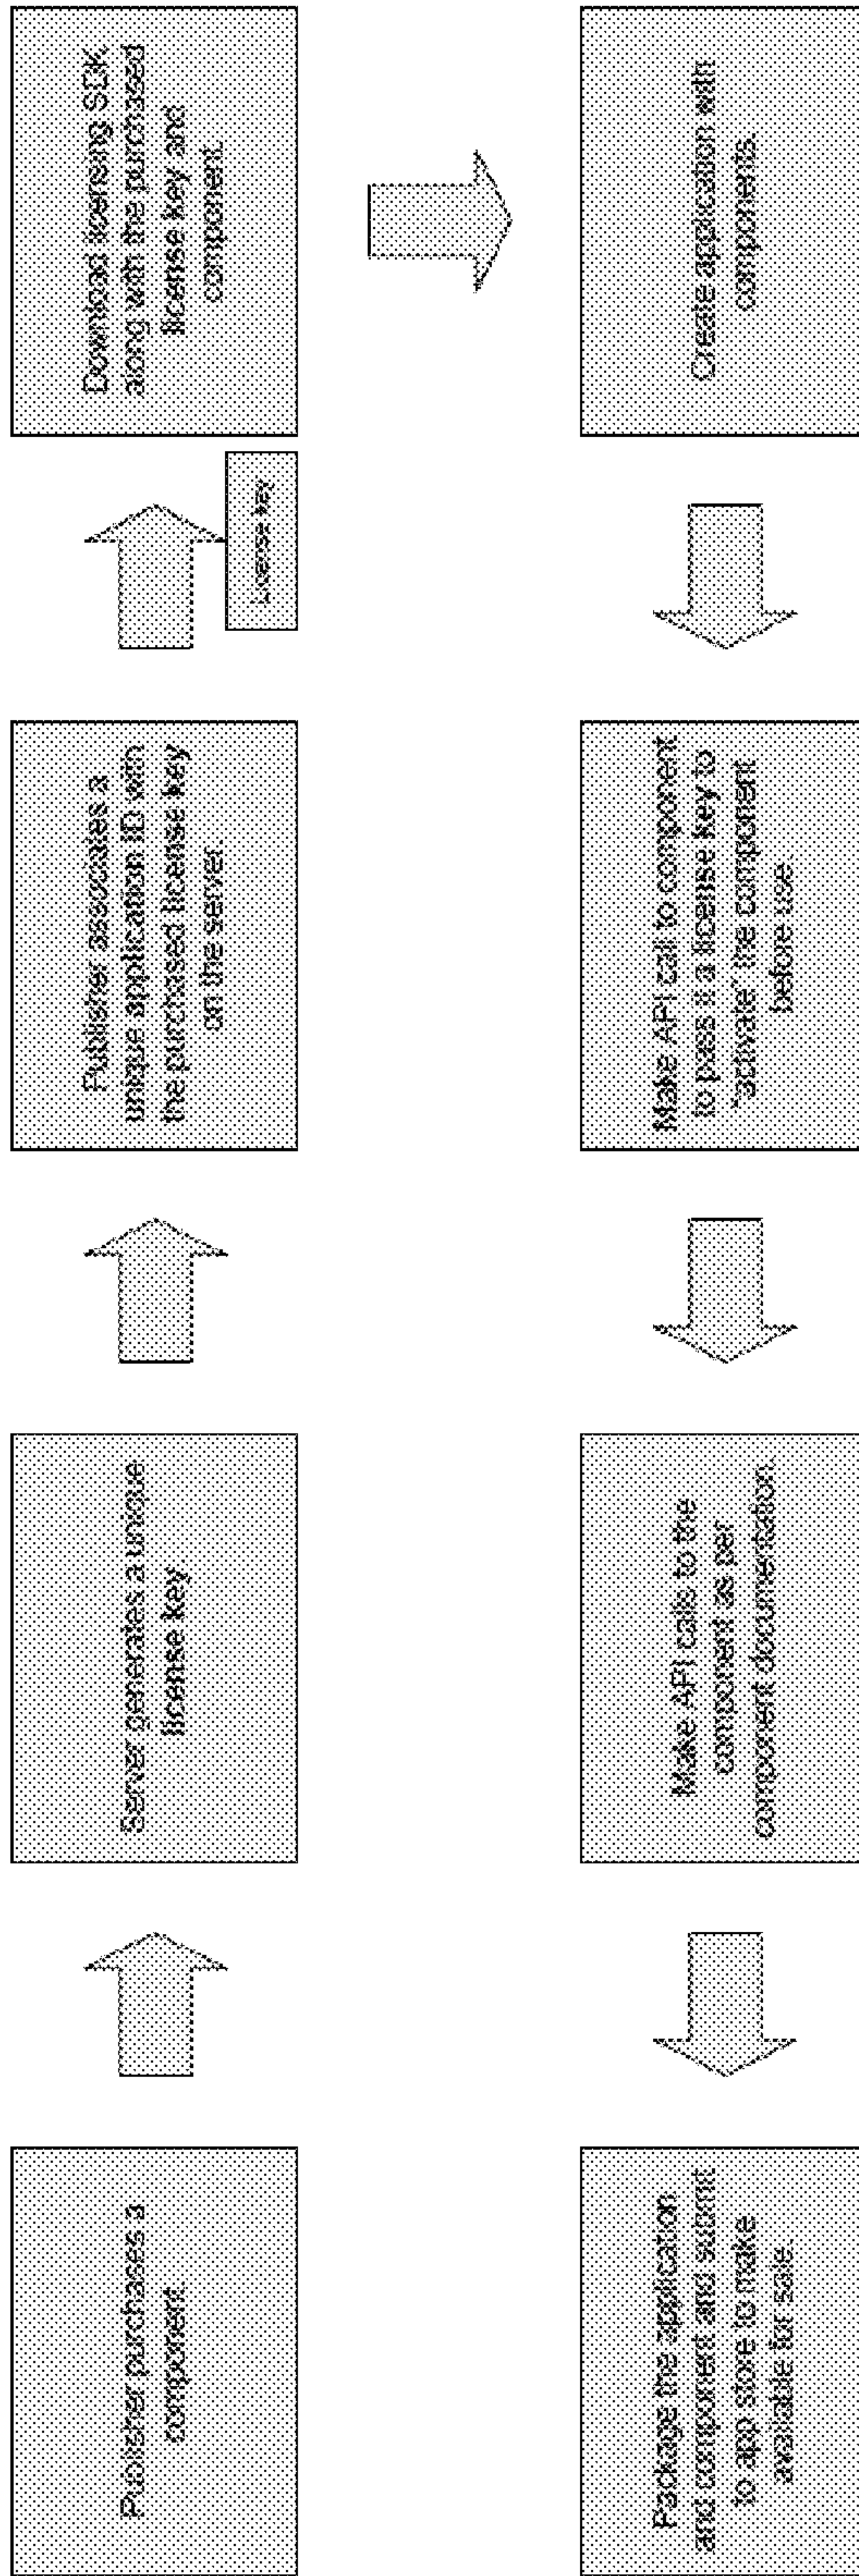 Publisher purchases a
component.
Server generates a unique
license key.
Publisher associates a
unique application ID with
the purchased license key
on the server.
License key
Download licensing SDK
along with the purchased
license key and
component.
Create application with
components.
Make API call to component
to pass it a license key to
"activate" the component
before use.
Make API calls to the
component as per
component documentation.
Package the application
and component and submit
to app store to make
available for sale.